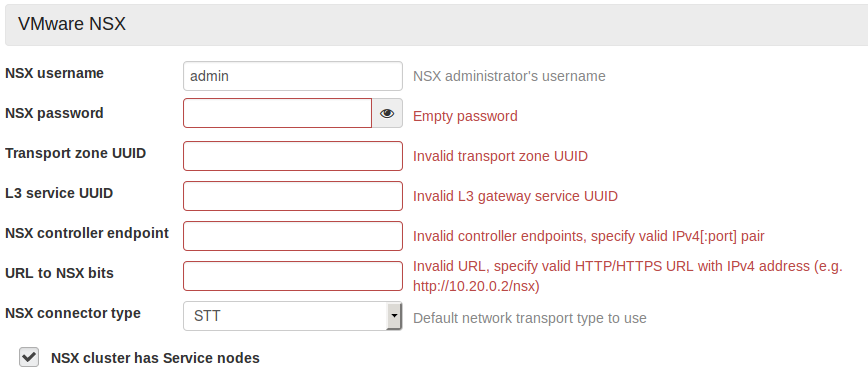 VMware NSX
NSX username admin NSX administrator's username
NSX password Empty password
Transport zone UUID Invalid transport zone UUID
L3 service UUID Invalid L3 gateway service UUID
NSX controller endpoint Invalid controller endpoints, specify valid IPv4[:port] pair
URL to NSX bits Invalid URL, specify valid HTTP/HTTPS URL with IPv4 address (e.g.
http://10.20.0.2/nsx)
NSX connector type STT Default network transport type to use
NSX cluster has Service nodes